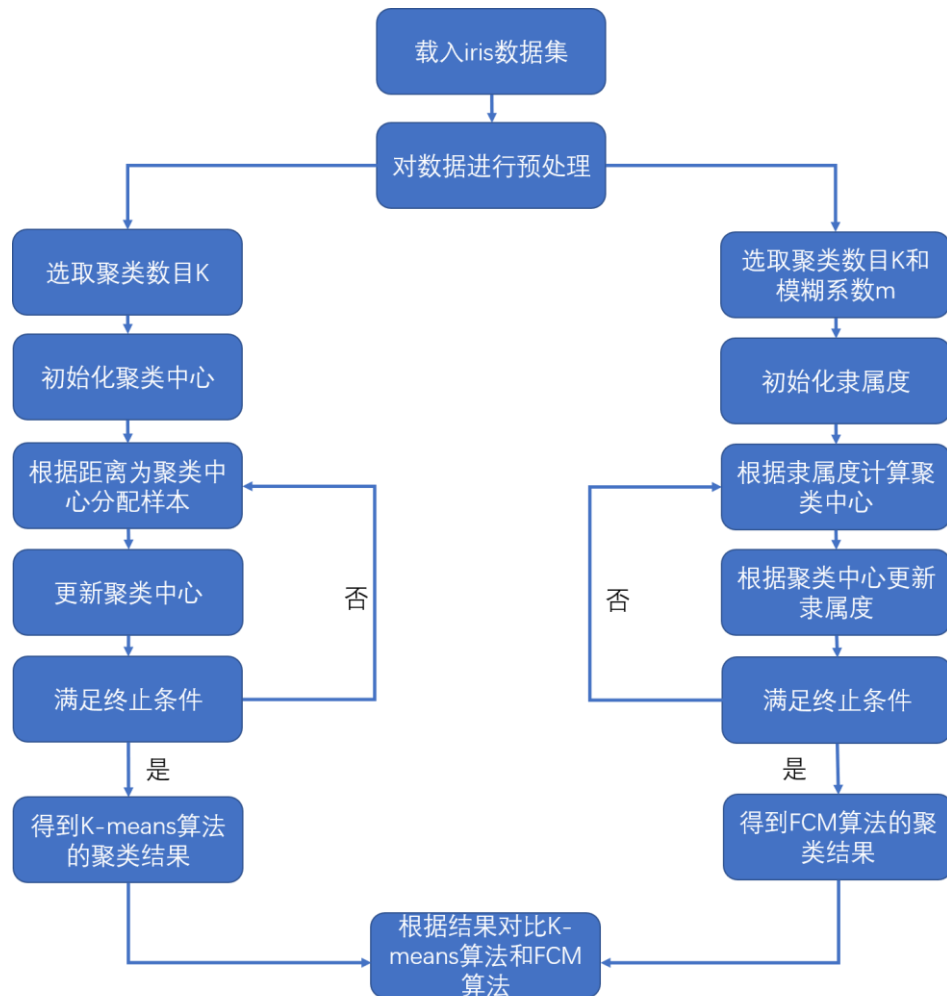 载入iris数据集
对数据进行预处理
选取聚类数目K
初始化聚类中心
根据距离为聚类中
心分配样本
更新聚类中心
否
满足终止条件
是
得到K-means算法
的聚类结果
选取聚类数目K和
模糊系数m
初始化隶属度
根据隶属度计算聚
类中心
根据聚类中心更新
隶属度
否
满足终止条件
是
得到FCM算法的聚
类结果
根据结果对比K-
means算法和FCM
算法